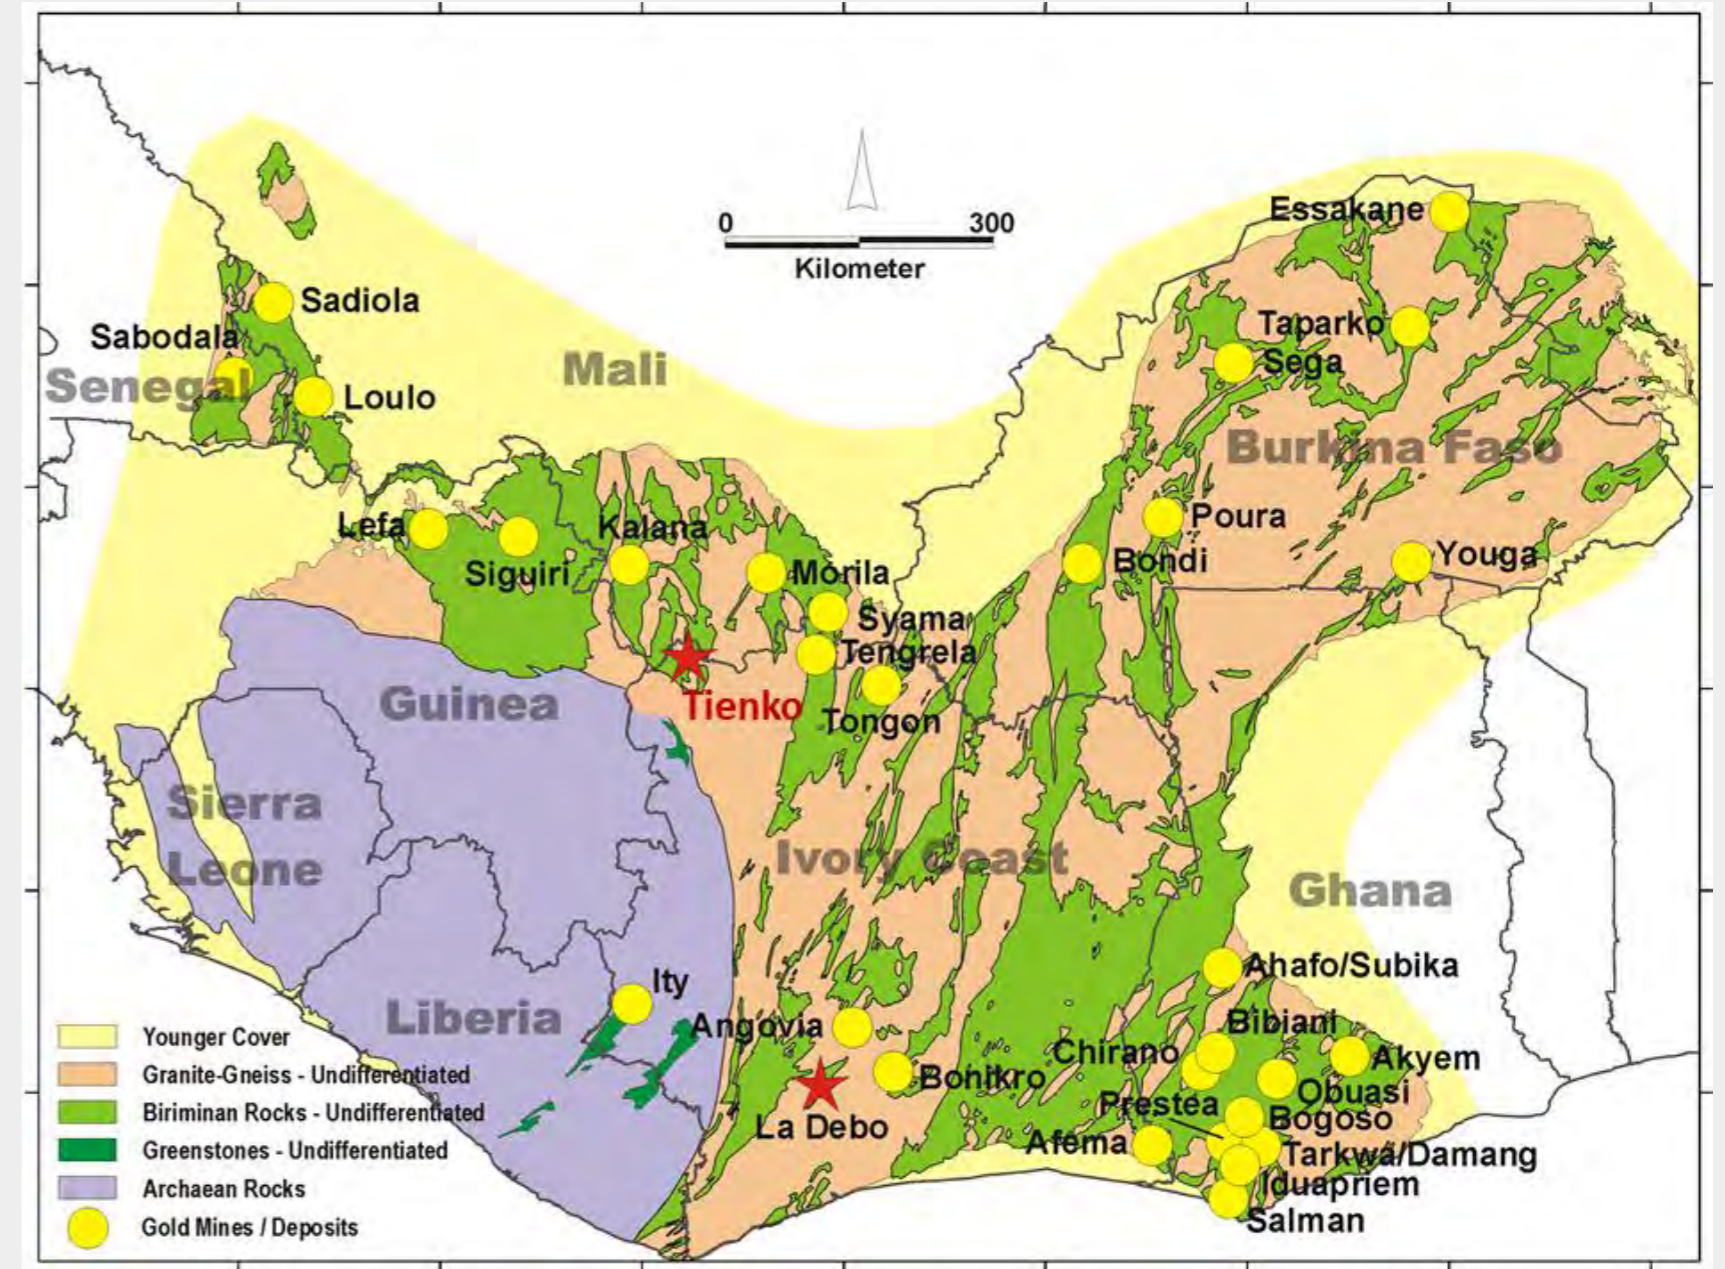 Essakane
0 300
Kilometer
Sadiola
Taparko
Sabodala
Sega
Mali
Senegal
Loulo
Burkina Faso
Poura
Lefa
Kalana
Youga
Siguiri
Morila
Bondi
Syama
Tengrela
Guinea
Tienko
Tongon
Sierra
Leone
Ivory Coast
Ghana
Ahafo/Subika
Ity
Liberia
Angovia
Bibiani
Chirano
Akyem
Bonikro
Obuasi
Prestea
Bogoso
La Debo
Afema
Tarkwa/Damang
Iduapriem
Salman
Younger Cover
Granite-Gneiss - Undifferentiated
Biriminan Rocks - Undifferentiated
Greenstones - Undifferentiated
Archaean Rocks
Gold Mines / Deposits